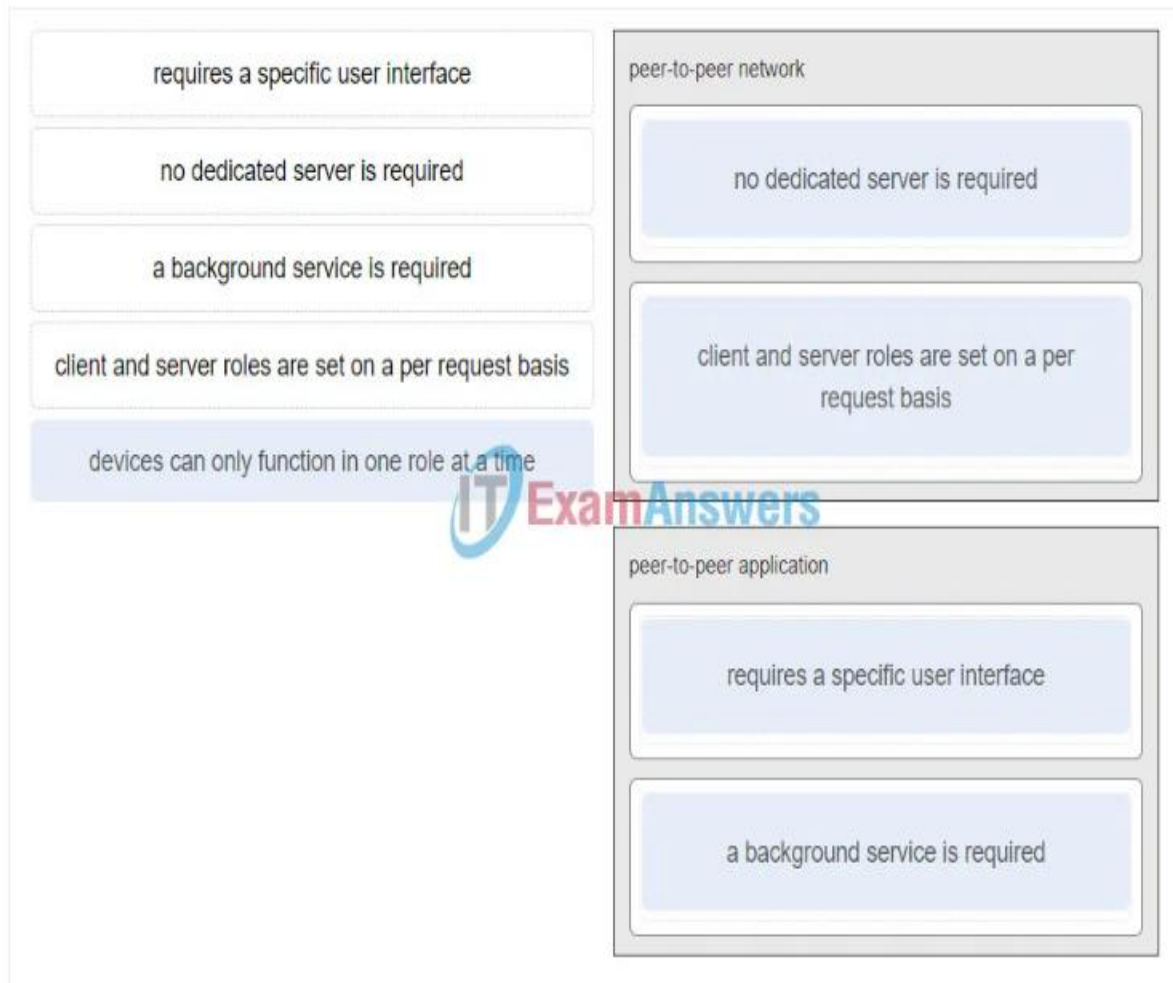 requires a specific user interface
no dedicated server is required
a background service is required
client and server roles are set on a per request basis
devices can only function in one role at a time
peer-to-peer network
no dedicated server is required
client and server roles are set on a per
request basis
ITExamAnswers
peer-to-peer application
requires a specific user interface
a background service is required